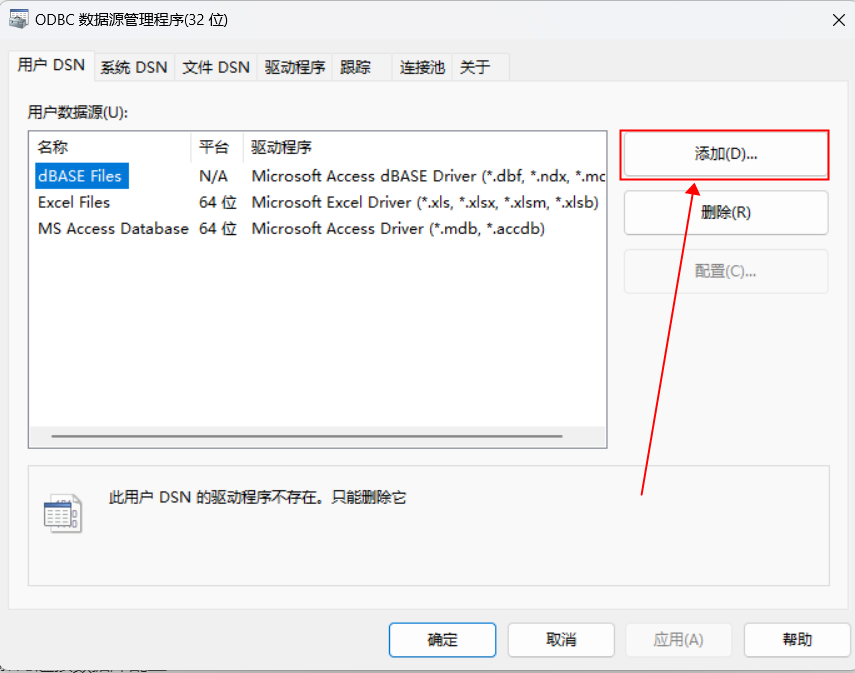 ODBC 数据源管理程序(32 位)
用户 DSN 系统 DSN 文件 DSN 驱动程序 跟踪 连接池 关于
用户数据源(U):
名称 平台 驱动程序
dBASE Files N/A Microsoft Access dBASE Driver (*.dbf, *.ndx, *.mc
Excel Files 64 位 Microsoft Excel Driver (*.xls, *.xlsx, *.xlsm, *.xlsb)
MS Access Database 64 位 Microsoft Access Driver (*.mdb, *.accdb)
添加(D)...
删除(R)
配置(C)...
此用户 DSN 的驱动程序不存在。只能删除它
确定 取消 应用(A) 帮助